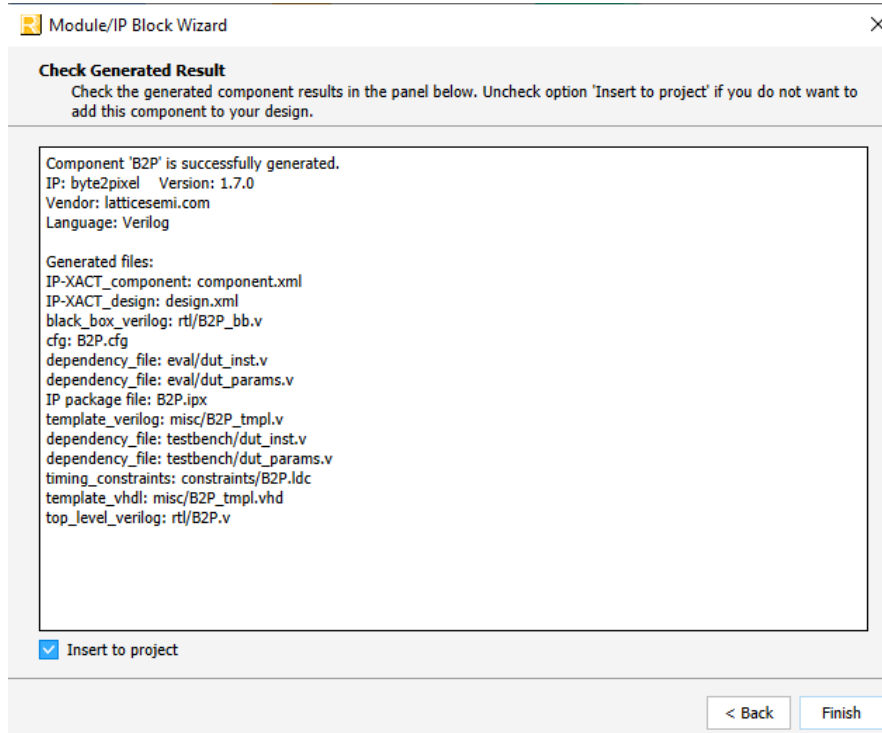 Module/IP Block Wizard
Check Generated Result
Check the generated component results in the panel below. Uncheck option 'Insert to project' if you do not want to
add this component to your design.
Component 'B2P' is successfully generated.
IP: byte2pixel    Version: 1.7.0
Vendor: latticesemi.com
Language: Verilog
Generated files:
IP-XACT_component: component.xml
IP-XACT_design: design.xml
black_box_verilog: rtl/B2P_bb.v
cfg: B2P.cfg
dependency_file: eval/dut_inst.v
dependency_file: eval/dut_params.v
IP package file: B2P.ipx
template_verilog: misc/B2P_tmpl.v
dependency_file: testbench/dut_inst.v
dependency_file: testbench/dut_params.v
timing_constraints: constraints/B2P.ldc
template_vhdl: misc/B2P_tmpl.vhd
top_level_verilog: rtl/B2P.v
Insert to project
< Back
Finish